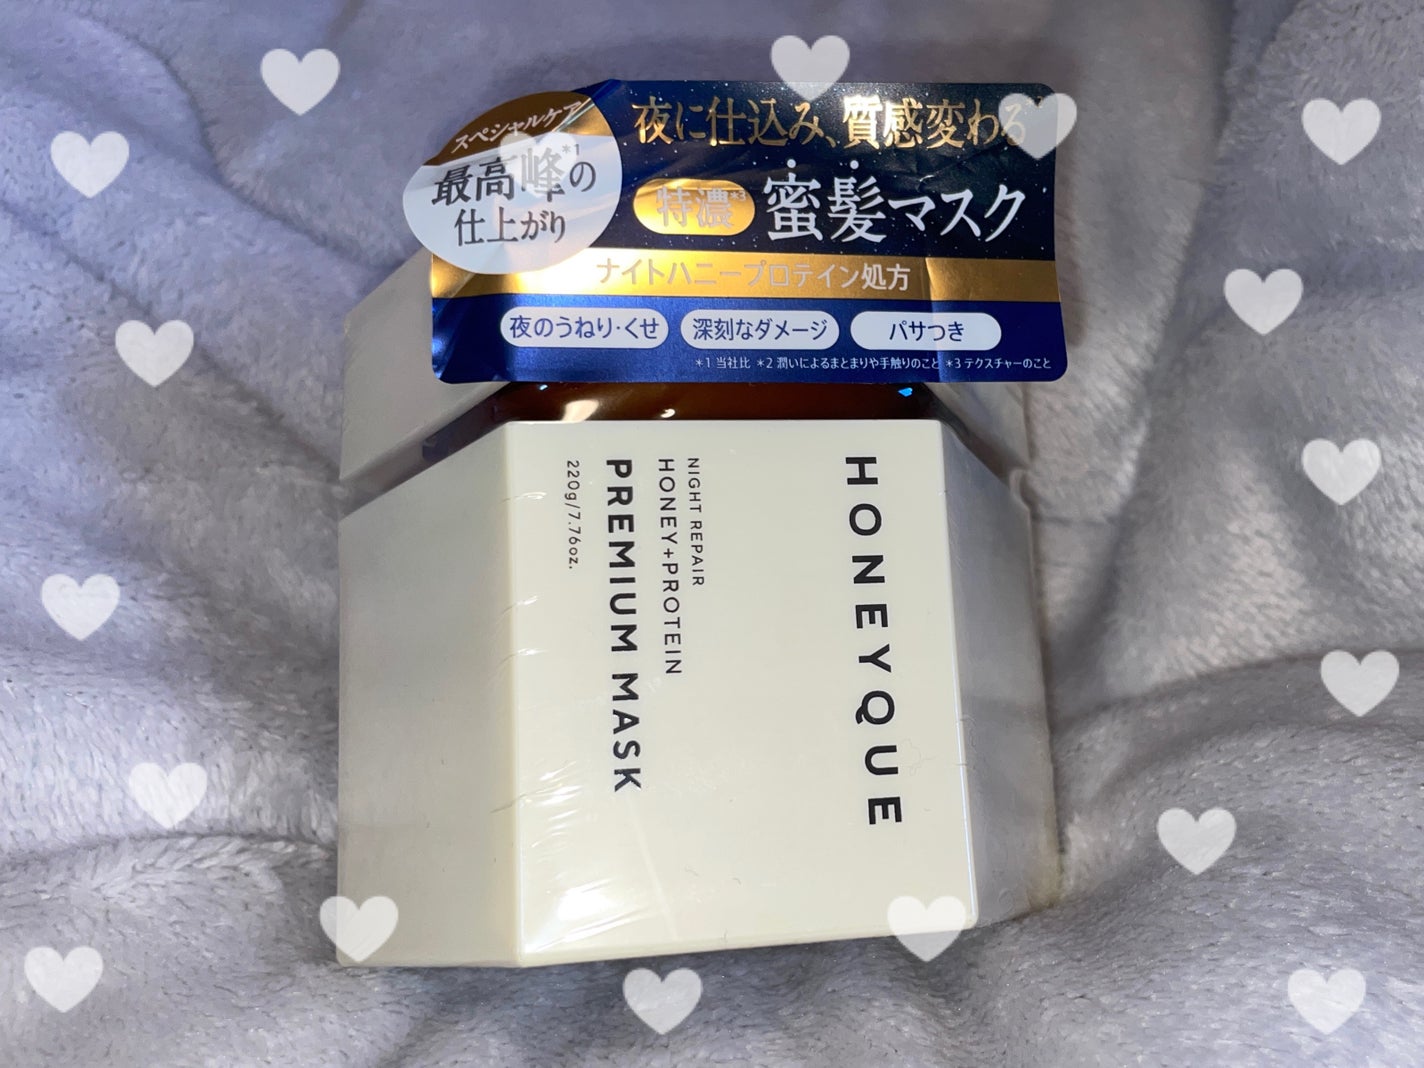 スペシャルケア
最高峰*1の
仕上がり
夜に仕込み、質感変わる*2
特濃*3 蜜髪マスク
ナイトハニープロテイン処方
夜のうねり・くせ 深刻なダメージ パサつき
*1 当社比 *2 潤いによるまとまりや手触りのこと *3 テクスチャーのこと
HONEYQUE
NIGHT REPAIR
HONEY+PROTEIN
PREMIUM MASK
220g/7.76oz.